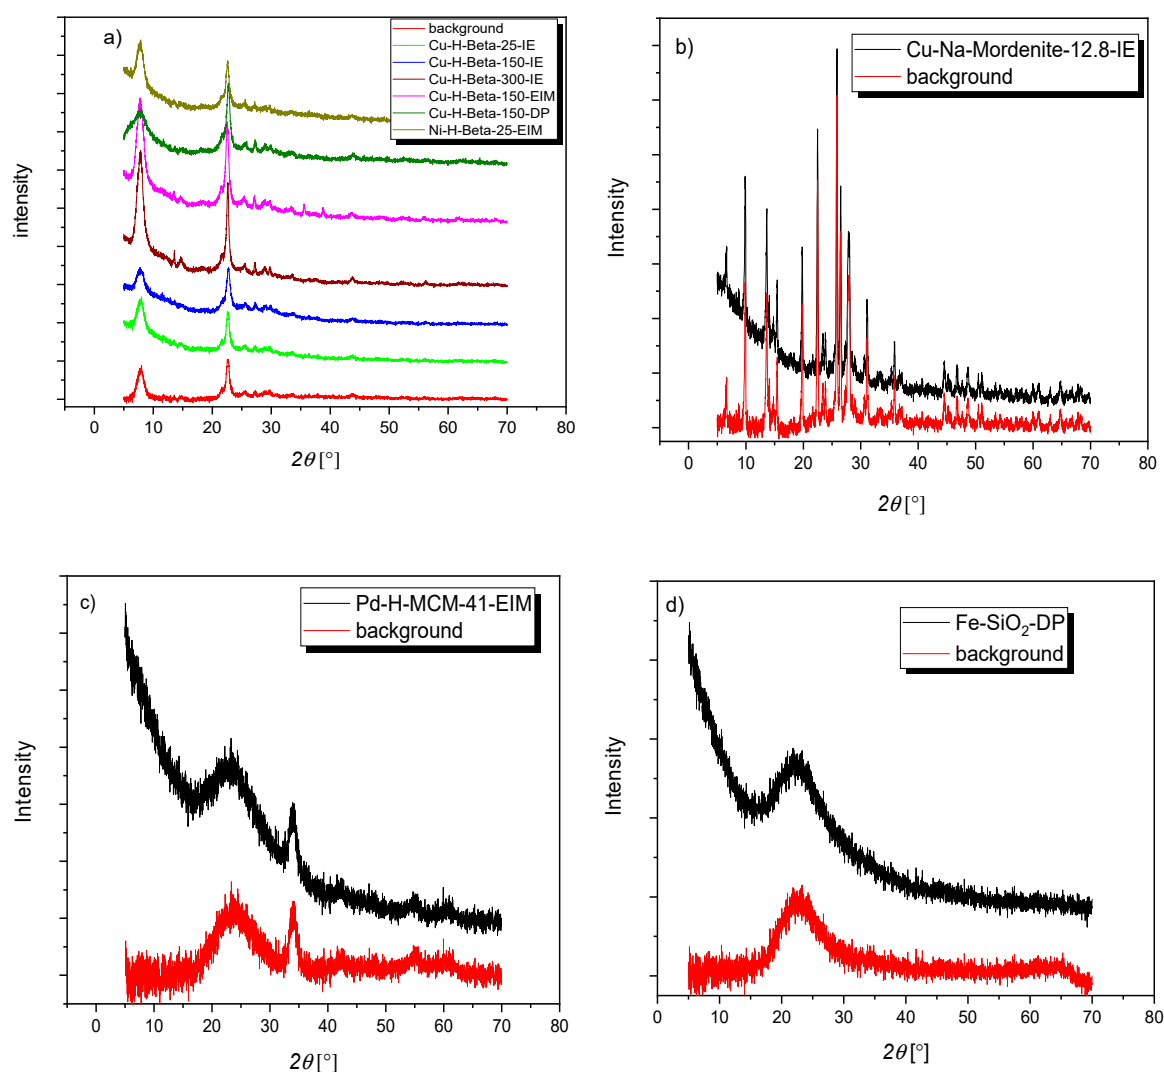 a)
background
Cu-H-Beta-25-IE
Cu-H-Beta-150-IE
Cu-H-Beta-300-IE
Cu-H-Beta-150-EIM
Cu-H-Beta-150-DP
Ni-H-Beta-25-EIM
intensity
0 10 20 30 40 50 60 70 80
2θ [°]
b)
Cu-Na-Mordenite-12.8-IE
background
Intensity
0 10 20 30 40 50 60 70 80
2θ [°]
c)
Pd-H-MCM-41-EIM
background
Intensity
0 10 20 30 40 50 60 70 80
2θ [°]
d)
Fe-SiO₂-DP
background
Intensity
0 10 20 30 40 50 60 70 80
2θ [°]